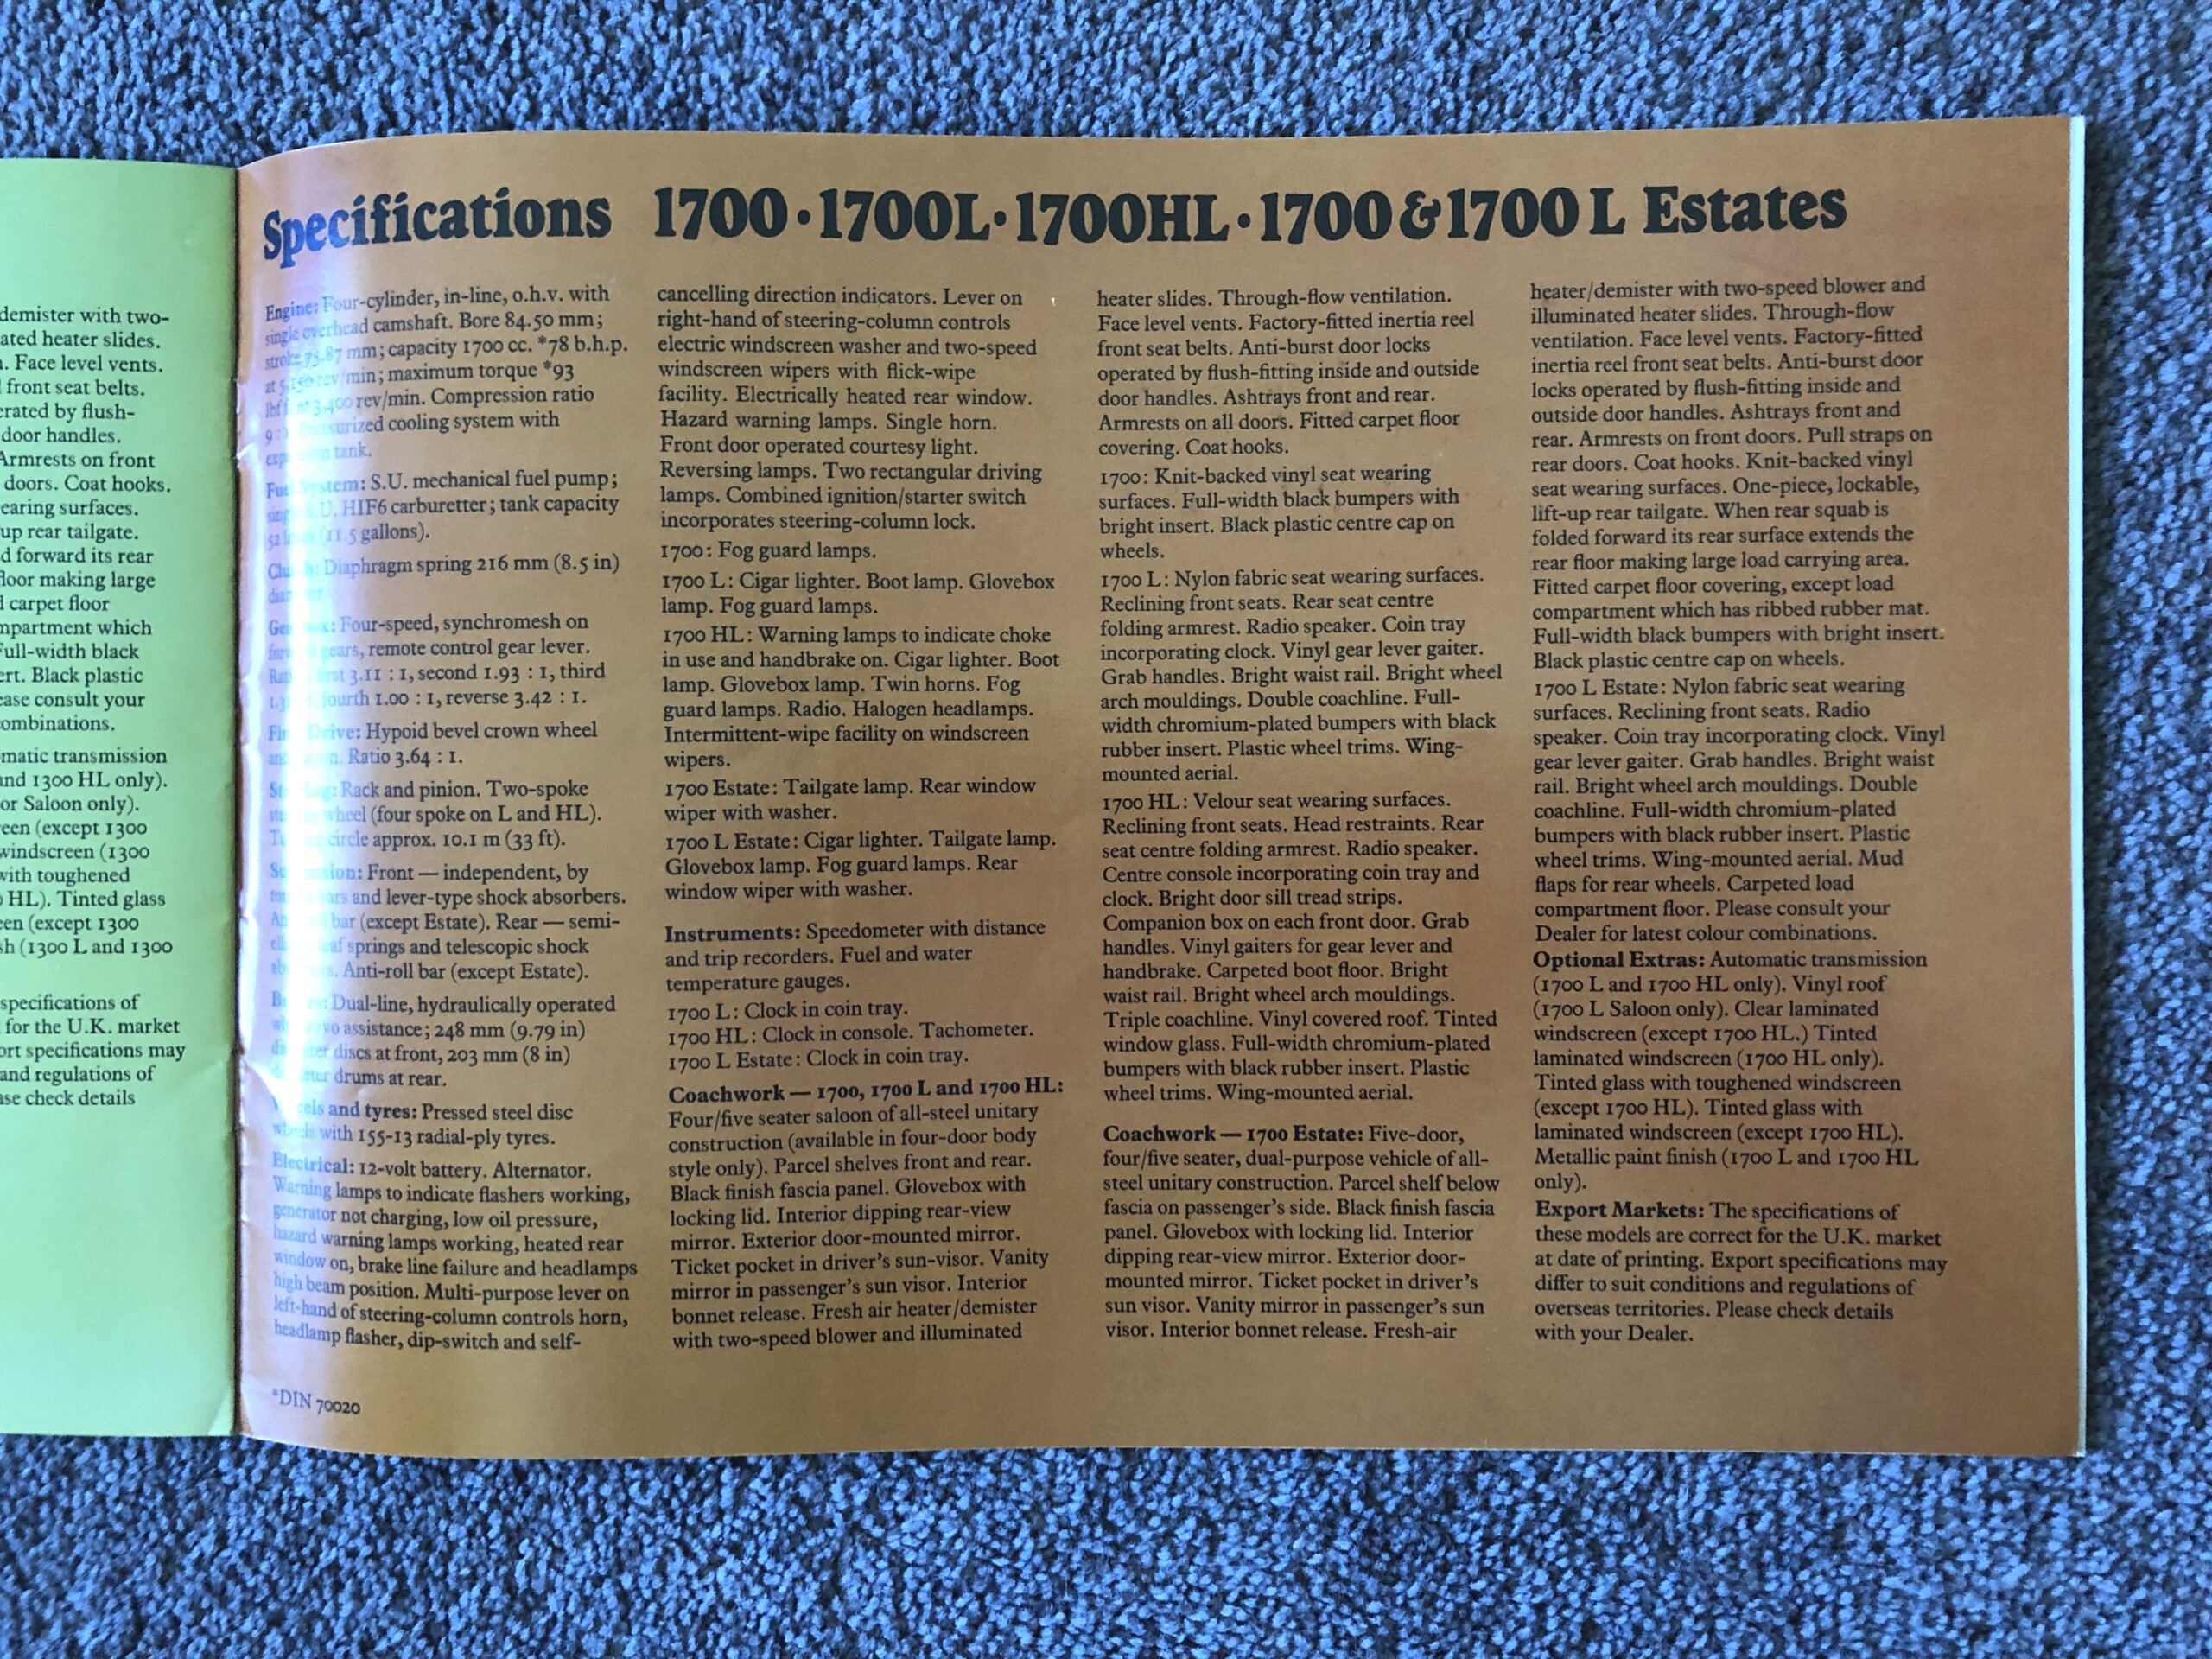 demister with two-
ated heater slides.
. Face level vents.
front seat belts.
erated by flush-
door handles.
Armrests on front
doors. Coat hooks.
earing surfaces.
up rear tailgate.
d forward its rear
floor making large
carpet floor
mpartment which
Full-width black
ert. Black plastic
ease consult your
ombinations.
matic transmission
and 1300 HL only).
or Saloon only).
een (except 1300
windscreen (1300
with toughened
HL). Tinted glass
en (except 1300
sh (1300 L and 1300
specifications of
for the U.K. market
ort specifications may
and regulations of
ase check details
Specifications 1700 · 1700L · 1700HL · 1700 & 1700 L Estates
Engine: Four-cylinder, in-line, o.h.v. with
single overhead camshaft. Bore 84.50 mm;
stroke 75.87 mm; capacity 1700 cc. *78 b.h.p.
at rev/min; maximum torque *93
lbf 3,400 rev/min. Compression ratio
Pressurized cooling system with
expansion tank.
Fuel System: S.U. mechanical fuel pump;
single S.U. HIF6 carburetter; tank capacity
52 (11.5 gallons).
Clutch: Diaphragm spring 216 mm (8.5 in)
Gearbox: Four-speed, synchromesh on
forward gears, remote control gear lever.
first 3.11 : 1, second 1.93 : 1, third
fourth 1.00 : 1, reverse 3.42 : 1.
Final Drive: Hypoid bevel crown wheel
and Ratio 3.64 : 1.
Steering: Rack and pinion. Two-spoke
steering wheel (four spoke on L and HL).
Turning circle approx. 10.1 m (33 ft).
Suspension: Front — independent, by
torsion bars and lever-type shock absorbers.
Anti-roll bar (except Estate). Rear — semi-
elliptic leaf springs and telescopic shock
absorbers. Anti-roll bar (except Estate).
Brakes: Dual-line, hydraulically operated
with servo assistance; 248 mm (9.79 in)
diameter discs at front, 203 mm (8 in)
diameter drums at rear.
Wheels and tyres: Pressed steel disc
wheels with 155-13 radial-ply tyres.
Electrical: 12-volt battery. Alternator.
Warning lamps to indicate flashers working,
generator not charging, low oil pressure,
hazard warning lamps working, heated rear
window on, brake line failure and headlamps
high beam position. Multi-purpose lever on
left-hand of steering-column controls horn,
headlamp flasher, dip-switch and self-
*DIN 70020
cancelling direction indicators. Lever on
right-hand of steering-column controls
electric windscreen washer and two-speed
windscreen wipers with flick-wipe
facility. Electrically heated rear window.
Hazard warning lamps. Single horn.
Front door operated courtesy light.
Reversing lamps. Two rectangular driving
lamps. Combined ignition/starter switch
incorporates steering-column lock.
1700: Fog guard lamps.
1700 L: Cigar lighter. Boot lamp. Glovebox
lamp. Fog guard lamps.
1700 HL: Warning lamps to indicate choke
in use and handbrake on. Cigar lighter. Boot
lamp. Glovebox lamp. Twin horns. Fog
guard lamps. Radio. Halogen headlamps.
Intermittent-wipe facility on windscreen
wipers.
1700 Estate: Tailgate lamp. Rear window
wiper with washer.
1700 L Estate: Cigar lighter. Tailgate lamp.
Glovebox lamp. Fog guard lamps. Rear
window wiper with washer.
Instruments: Speedometer with distance
and trip recorders. Fuel and water
temperature gauges.
1700 L: Clock in coin tray.
1700 HL: Clock in console. Tachometer.
1700 L Estate: Clock in coin tray.
Coachwork — 1700, 1700 L and 1700 HL:
Four/five seater saloon of all-steel unitary
construction (available in four-door body
style only). Parcel shelves front and rear.
Black finish fascia panel. Glovebox with
locking lid. Interior dipping rear-view
mirror. Exterior door-mounted mirror.
Ticket pocket in driver's sun-visor. Vanity
mirror in passenger's sun visor. Interior
bonnet release. Fresh air heater/demister
with two-speed blower and illuminated
heater slides. Through-flow ventilation.
Face level vents. Factory-fitted inertia reel
front seat belts. Anti-burst door locks
operated by flush-fitting inside and outside
door handles. Ashtrays front and rear.
Armrests on all doors. Fitted carpet floor
covering. Coat hooks.
1700: Knit-backed vinyl seat wearing
surfaces. Full-width black bumpers with
bright insert. Black plastic centre cap on
wheels.
1700 L: Nylon fabric seat wearing surfaces.
Reclining front seats. Rear seat centre
folding armrest. Radio speaker. Coin tray
incorporating clock. Vinyl gear lever gaiter.
Grab handles. Bright waist rail. Bright wheel
arch mouldings. Double coachline. Full-
width chromium-plated bumpers with black
rubber insert. Plastic wheel trims. Wing-
mounted aerial.
1700 HL: Velour seat wearing surfaces.
Reclining front seats. Head restraints. Rear
seat centre folding armrest. Radio speaker.
Centre console incorporating coin tray and
clock. Bright door sill tread strips.
Companion box on each front door. Grab
handles. Vinyl gaiters for gear lever and
handbrake. Carpeted boot floor. Bright
waist rail. Bright wheel arch mouldings.
Triple coachline. Vinyl covered roof. Tinted
window glass. Full-width chromium-plated
bumpers with black rubber insert. Plastic
wheel trims. Wing-mounted aerial.
Coachwork — 1700 Estate: Five-door,
four/five seater, dual-purpose vehicle of all-
steel unitary construction. Parcel shelf below
fascia on passenger's side. Black finish fascia
panel. Glovebox with locking lid. Interior
dipping rear-view mirror. Exterior door-
mounted mirror. Ticket pocket in driver's
sun visor. Vanity mirror in passenger's sun
visor. Interior bonnet release. Fresh-air
heater/demister with two-speed blower and
illuminated heater slides. Through-flow
ventilation. Face level vents. Factory-fitted
inertia reel front seat belts. Anti-burst door
locks operated by flush-fitting inside and
outside door handles. Ashtrays front and
rear. Armrests on front doors. Pull straps on
rear doors. Coat hooks. Knit-backed vinyl
seat wearing surfaces. One-piece, lockable,
lift-up rear tailgate. When rear squab is
folded forward its rear surface extends the
rear floor making large load carrying area.
Fitted carpet floor covering, except load
compartment which has ribbed rubber mat.
Full-width black bumpers with bright insert.
Black plastic centre cap on wheels.
1700 L Estate: Nylon fabric seat wearing
surfaces. Reclining front seats. Radio
speaker. Coin tray incorporating clock. Vinyl
gear lever gaiter. Grab handles. Bright waist
rail. Bright wheel arch mouldings. Double
coachline. Full-width chromium-plated
bumpers with black rubber insert. Plastic
wheel trims. Wing-mounted aerial. Mud
flaps for rear wheels. Carpeted load
compartment floor. Please consult your
Dealer for latest colour combinations.
Optional Extras: Automatic transmission
(1700 L and 1700 HL only). Vinyl roof
(1700 L Saloon only). Clear laminated
windscreen (except 1700 HL.) Tinted
laminated windscreen (1700 HL only).
Tinted glass with toughened windscreen
(except 1700 HL). Tinted glass with
laminated windscreen (except 1700 HL).
Metallic paint finish (1700 L and 1700 HL
only).
Export Markets: The specifications of
these models are correct for the U.K. market
at date of printing. Export specifications may
differ to suit conditions and regulations of
overseas territories. Please check details
with your Dealer.